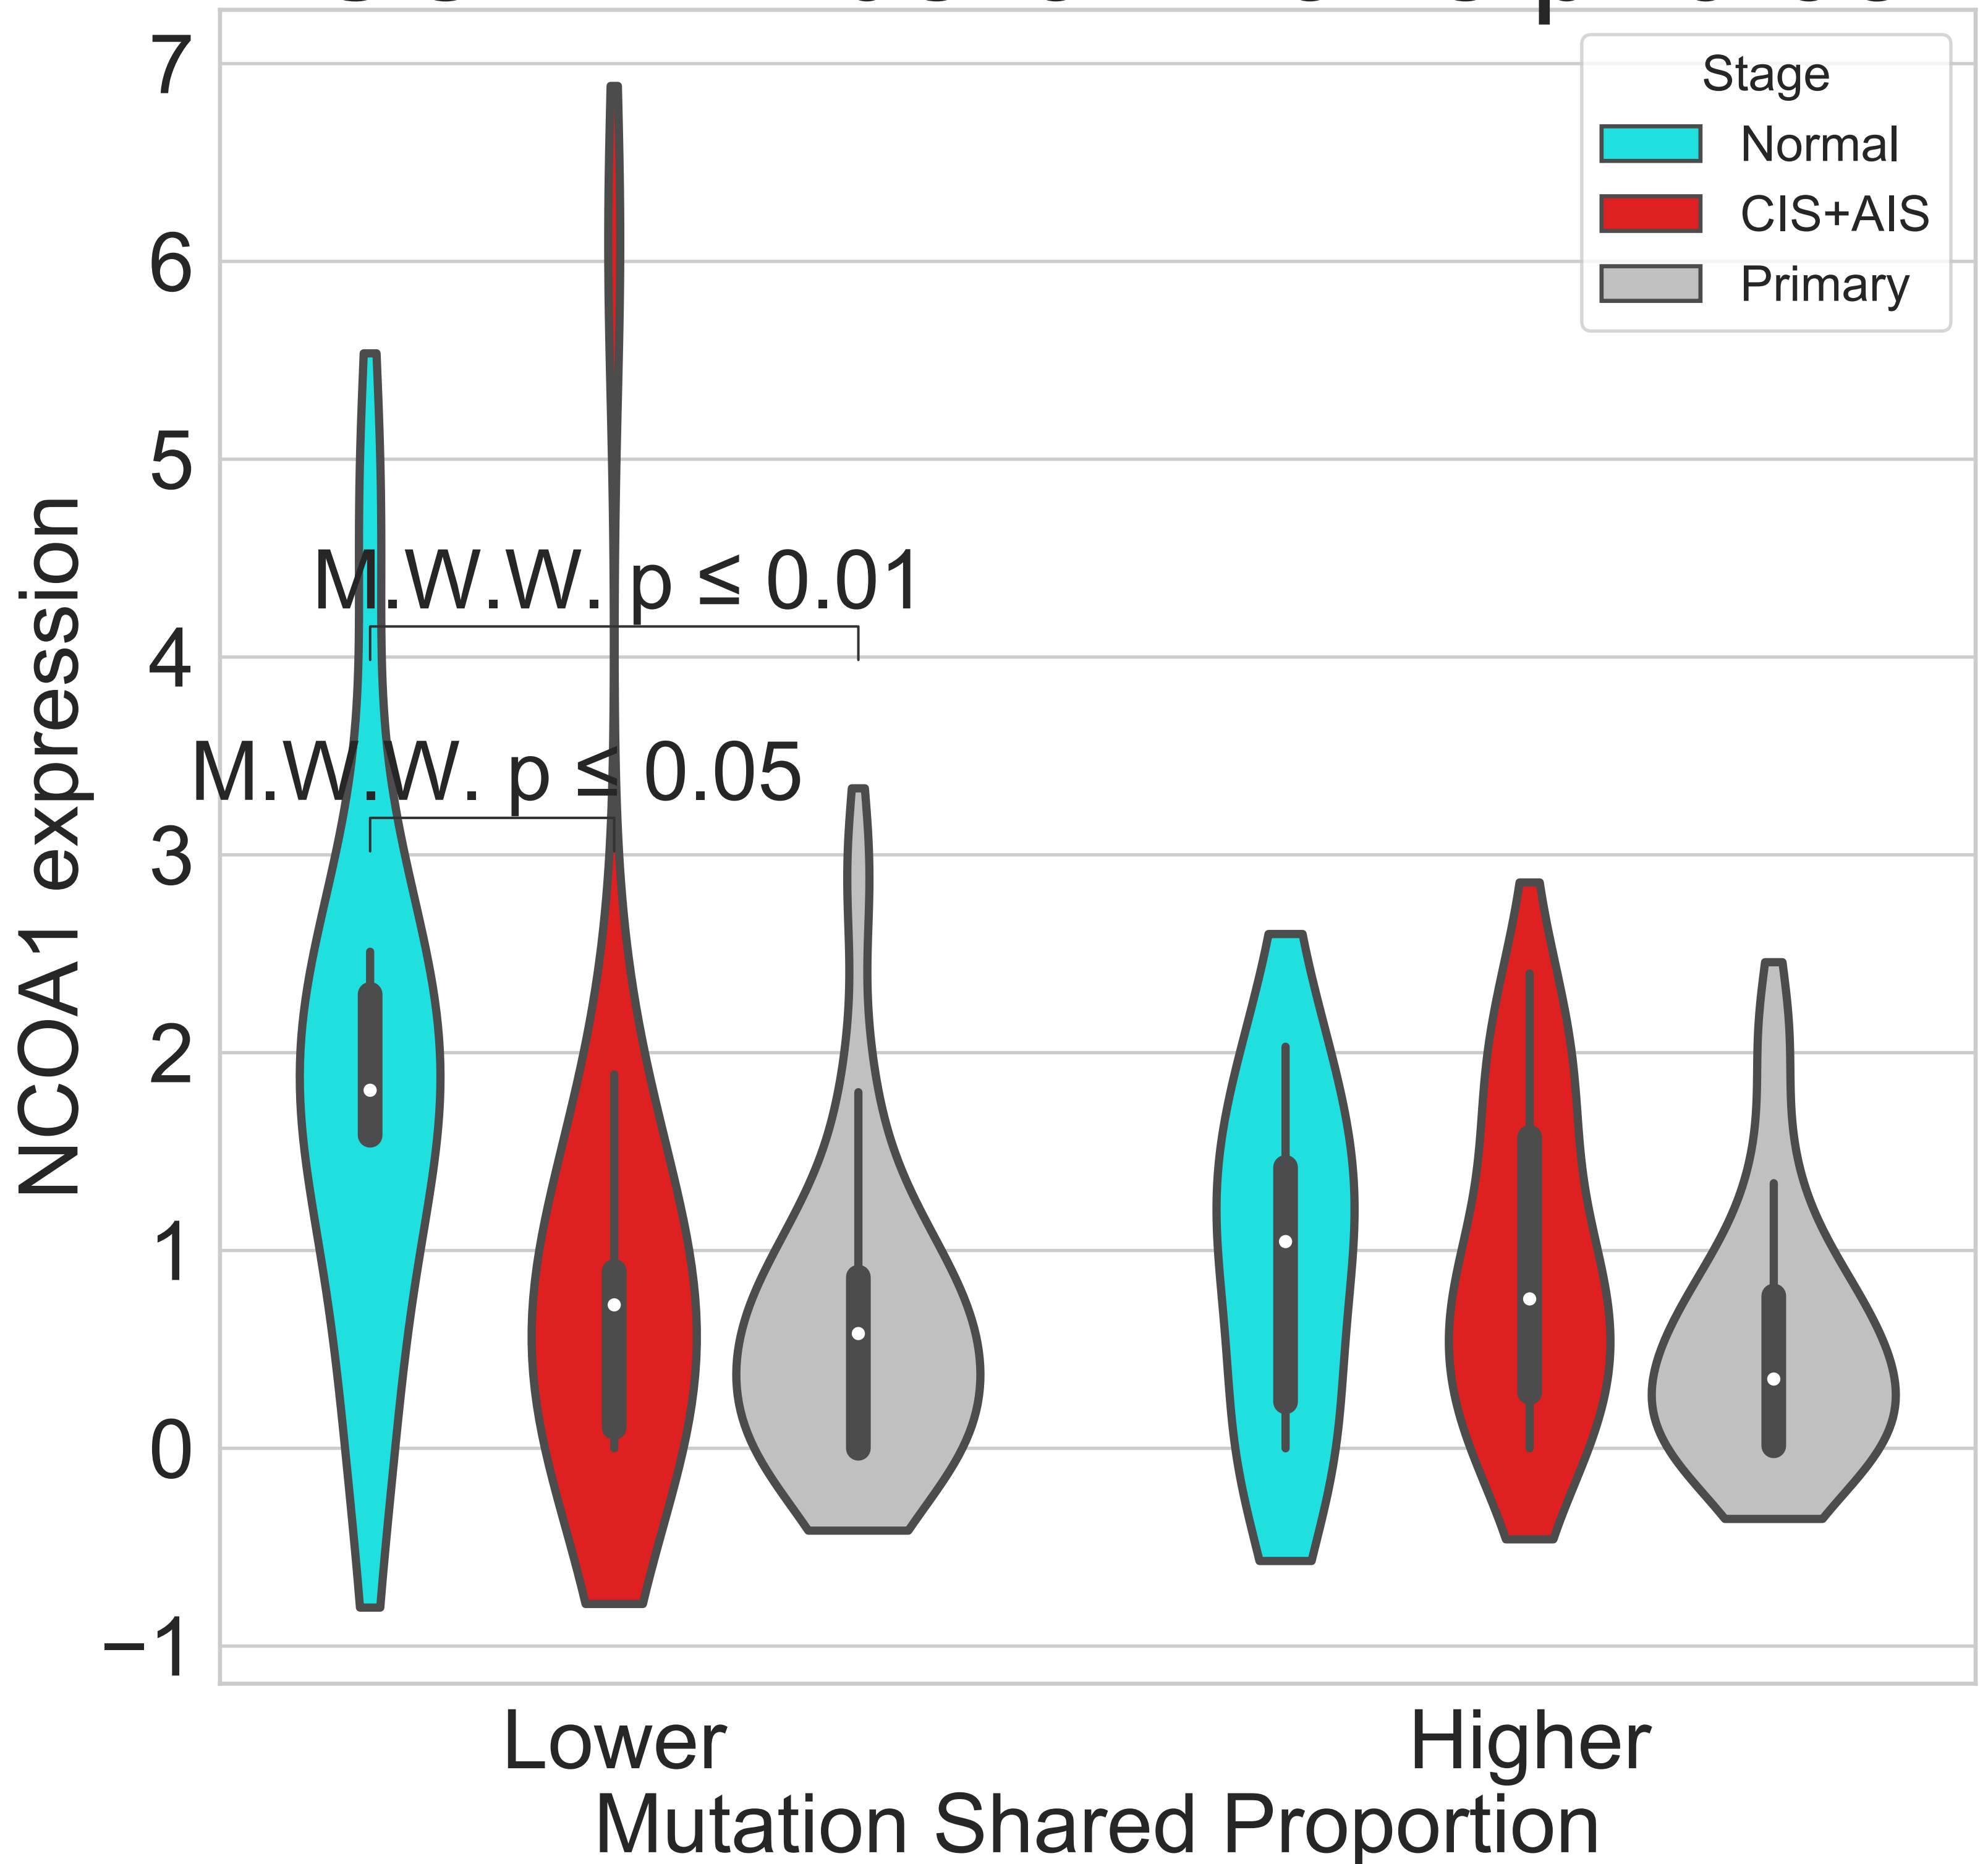 7
6
5
4
3
2
1
0
−1
NCOA1 expression
Stage
Normal
CIS+AIS
Primary
M.W.W. p ≤ 0.01
M.W.W. p ≤ 0.05
Lower
Higher
Mutation Shared Proportion